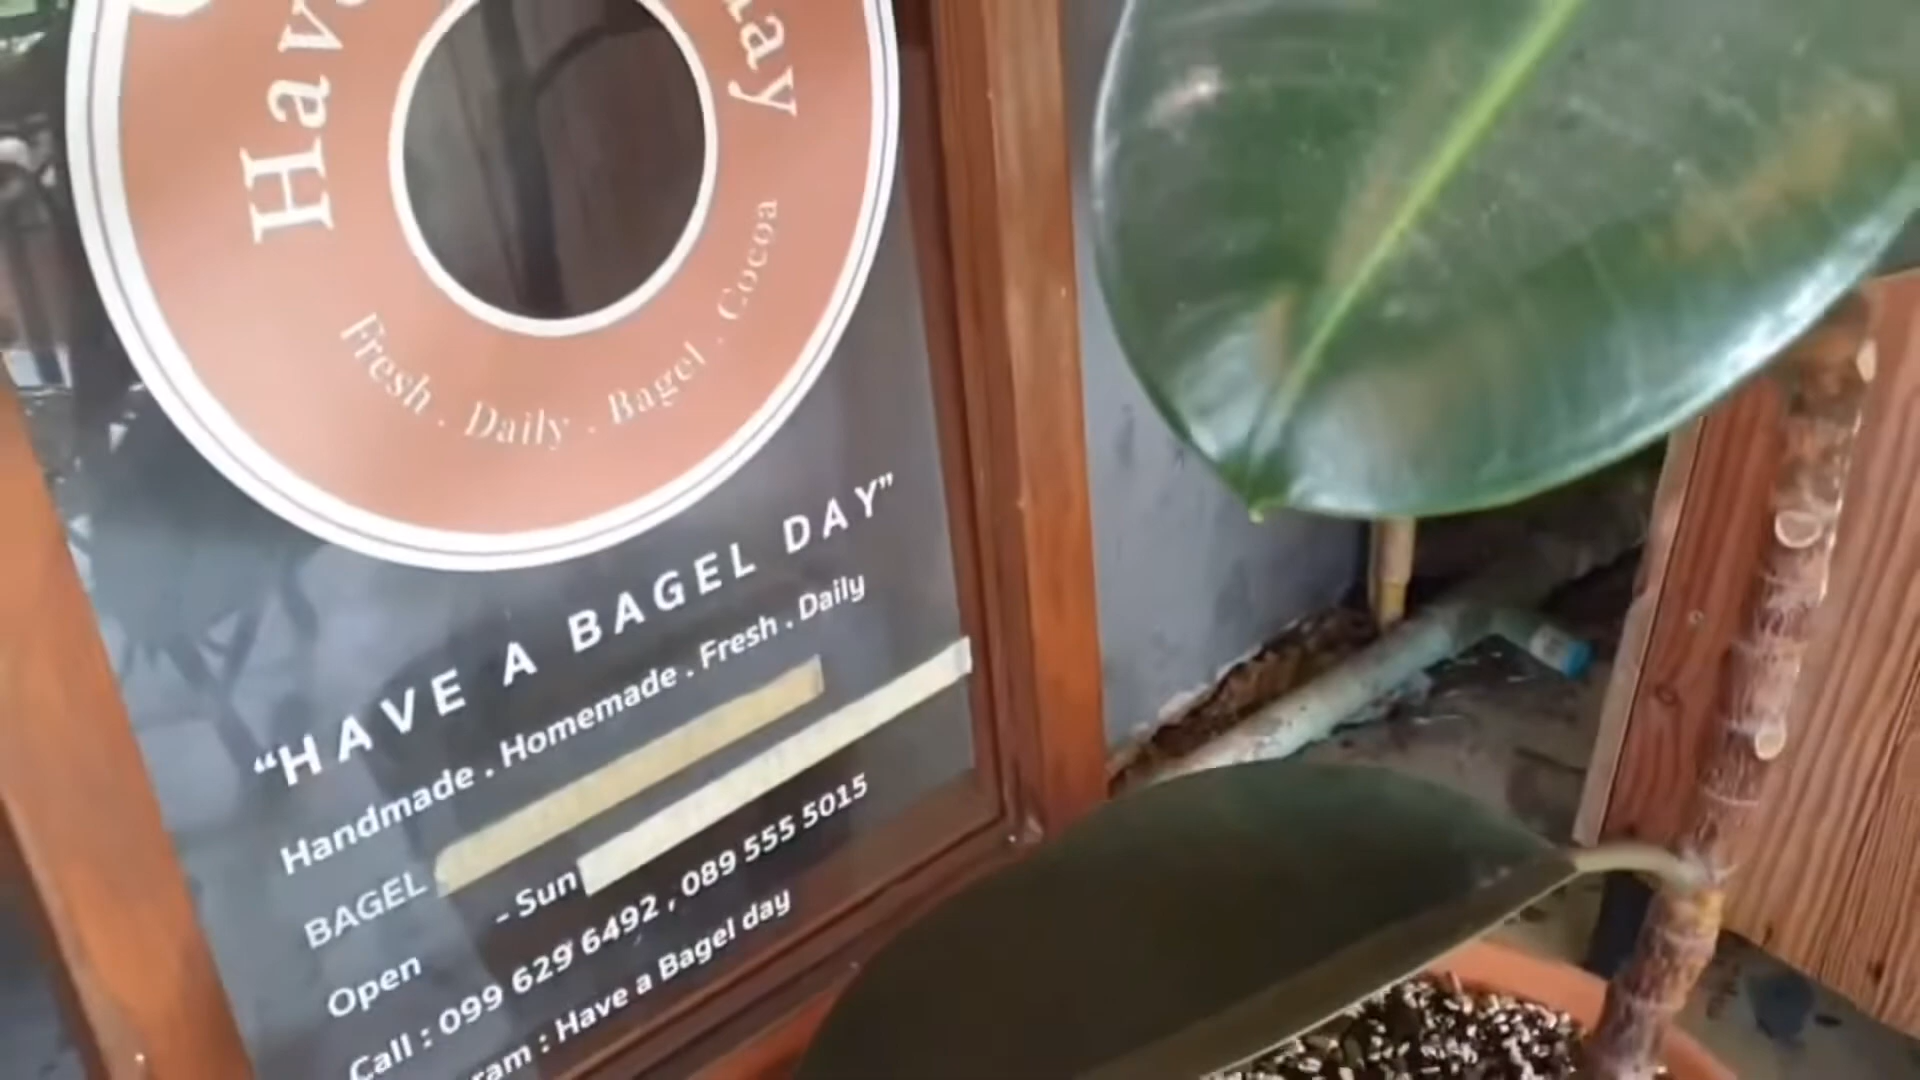 Hav
day
Fresh . Daily . Bagel . Cocoa
“HAVE A BAGEL DAY”
Handmade . Homemade . Fresh . Daily
BAGEL
Open - Sun
Call : 099 629 6492 , 089 555 5015
ram : Have a Bagel day